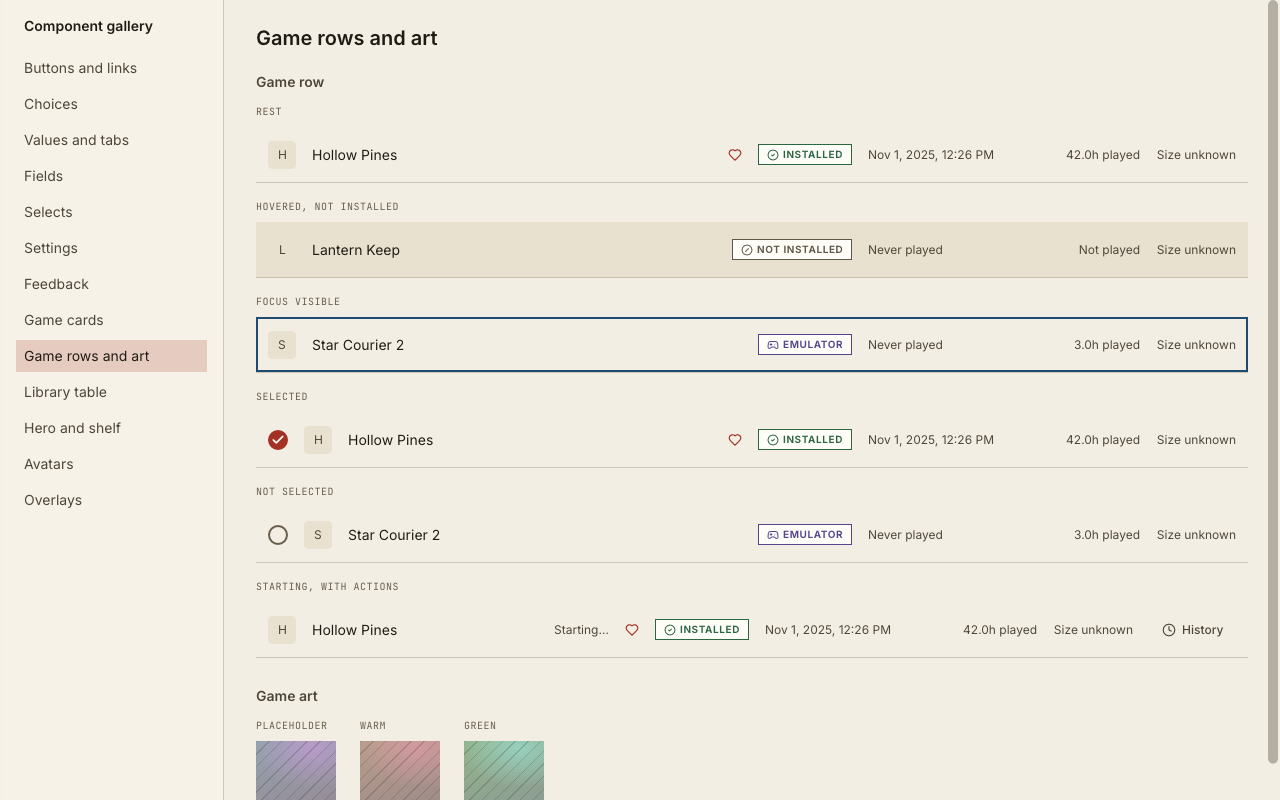 Component gallery
Buttons and links
Choices
Values and tabs
Fields
Selects
Settings
Feedback
Game cards
Game rows and art
Library table
Hero and shelf
Avatars
Overlays
Game rows and art
Game row
REST
H Hollow Pines INSTALLED Nov 1, 2025, 12:26 PM 42.0h played Size unknown
HOVERED, NOT INSTALLED
L Lantern Keep NOT INSTALLED Never played Not played Size unknown
FOCUS VISIBLE
S Star Courier 2 EMULATOR Never played 3.0h played Size unknown
SELECTED
H Hollow Pines INSTALLED Nov 1, 2025, 12:26 PM 42.0h played Size unknown
NOT SELECTED
S Star Courier 2 EMULATOR Never played 3.0h played Size unknown
STARTING, WITH ACTIONS
H Hollow Pines Starting... INSTALLED Nov 1, 2025, 12:26 PM 42.0h played Size unknown History
Game art
PLACEHOLDER WARM GREEN